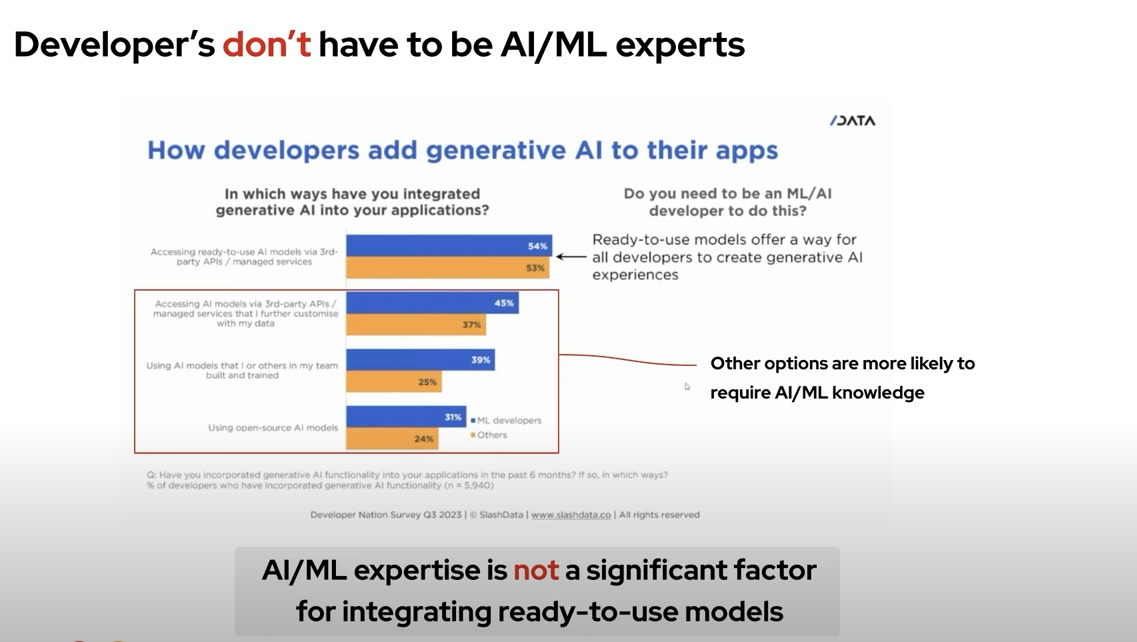 Developer's don't have to be AI/ML experts
/DATA
How developers add generative AI to their apps
In which ways have you integrated
generative AI into your applications?
Do you need to be an ML/AI
developer to do this?
Accessing ready-to-use AI models via 3rd-
party APIs / managed services
54%
53%
Ready-to-use models offer a way for
all developers to create generative AI
experiences
Accessing AI models via 3rd-party APIs /
managed services that I further customise
with my data
45%
37%
Using AI models that I or others in my team
built and trained
39%
25%
Other options are more likely to
require AI/ML knowledge
Using open-source AI models
31%
24%
ML developers
Others
Q: Have you incorporated generative AI functionality into your applications in the past 6 months? If so, in which ways?
% of developers who have incorporated generative AI functionality (n = 5,940)
Developer Nation Survey Q3 2023 | © SlashData | www.slashdata.co | All rights reserved
AI/ML expertise is not a significant factor
for integrating ready-to-use models